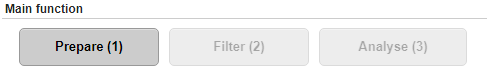 Main function
Prepare (1) Filter (2) Analyse (3)